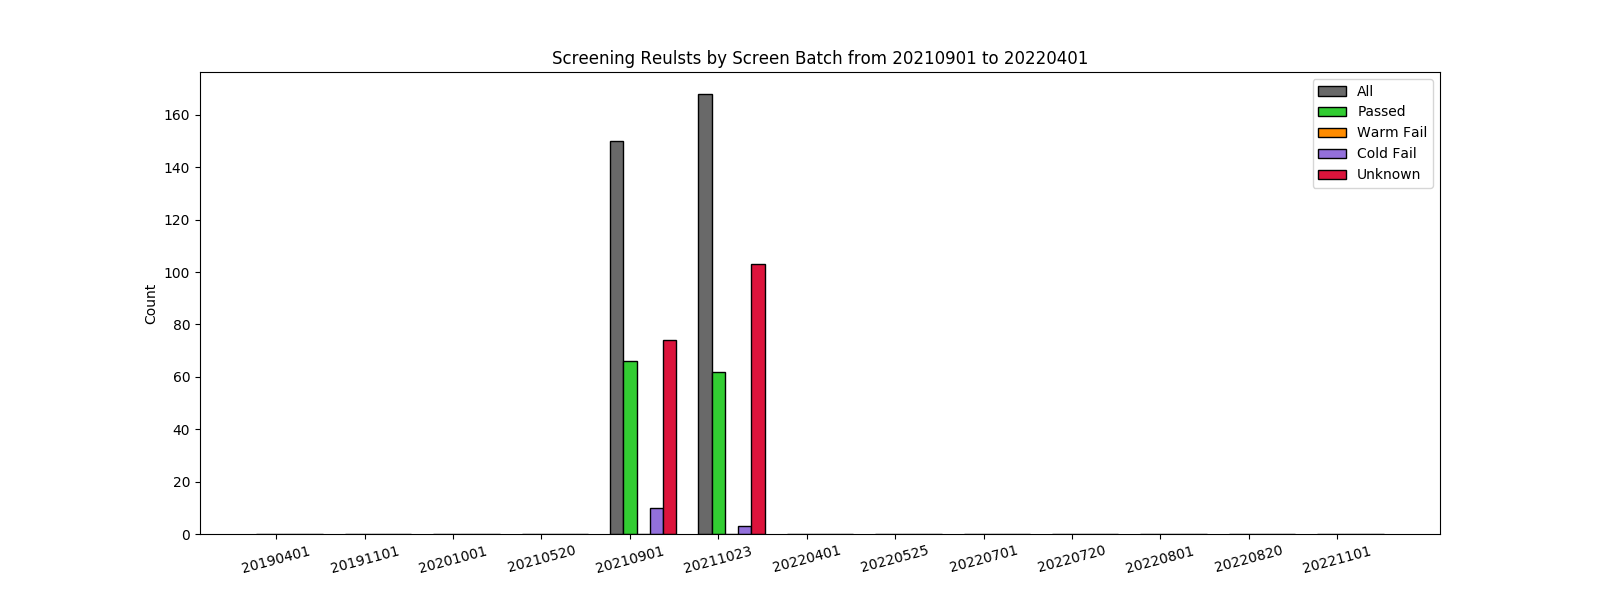 Screening Reulsts by Screen Batch from 20210901 to 20220401
All
Passed
Warm Fail
Cold Fail
Unknown
Count
160
140
120
100
80
60
40
20
0
20190401 20191101 20201001 20210520 20210901 20211023 20220401 20220525 20220701 20220720 20220801 20220820 20221101